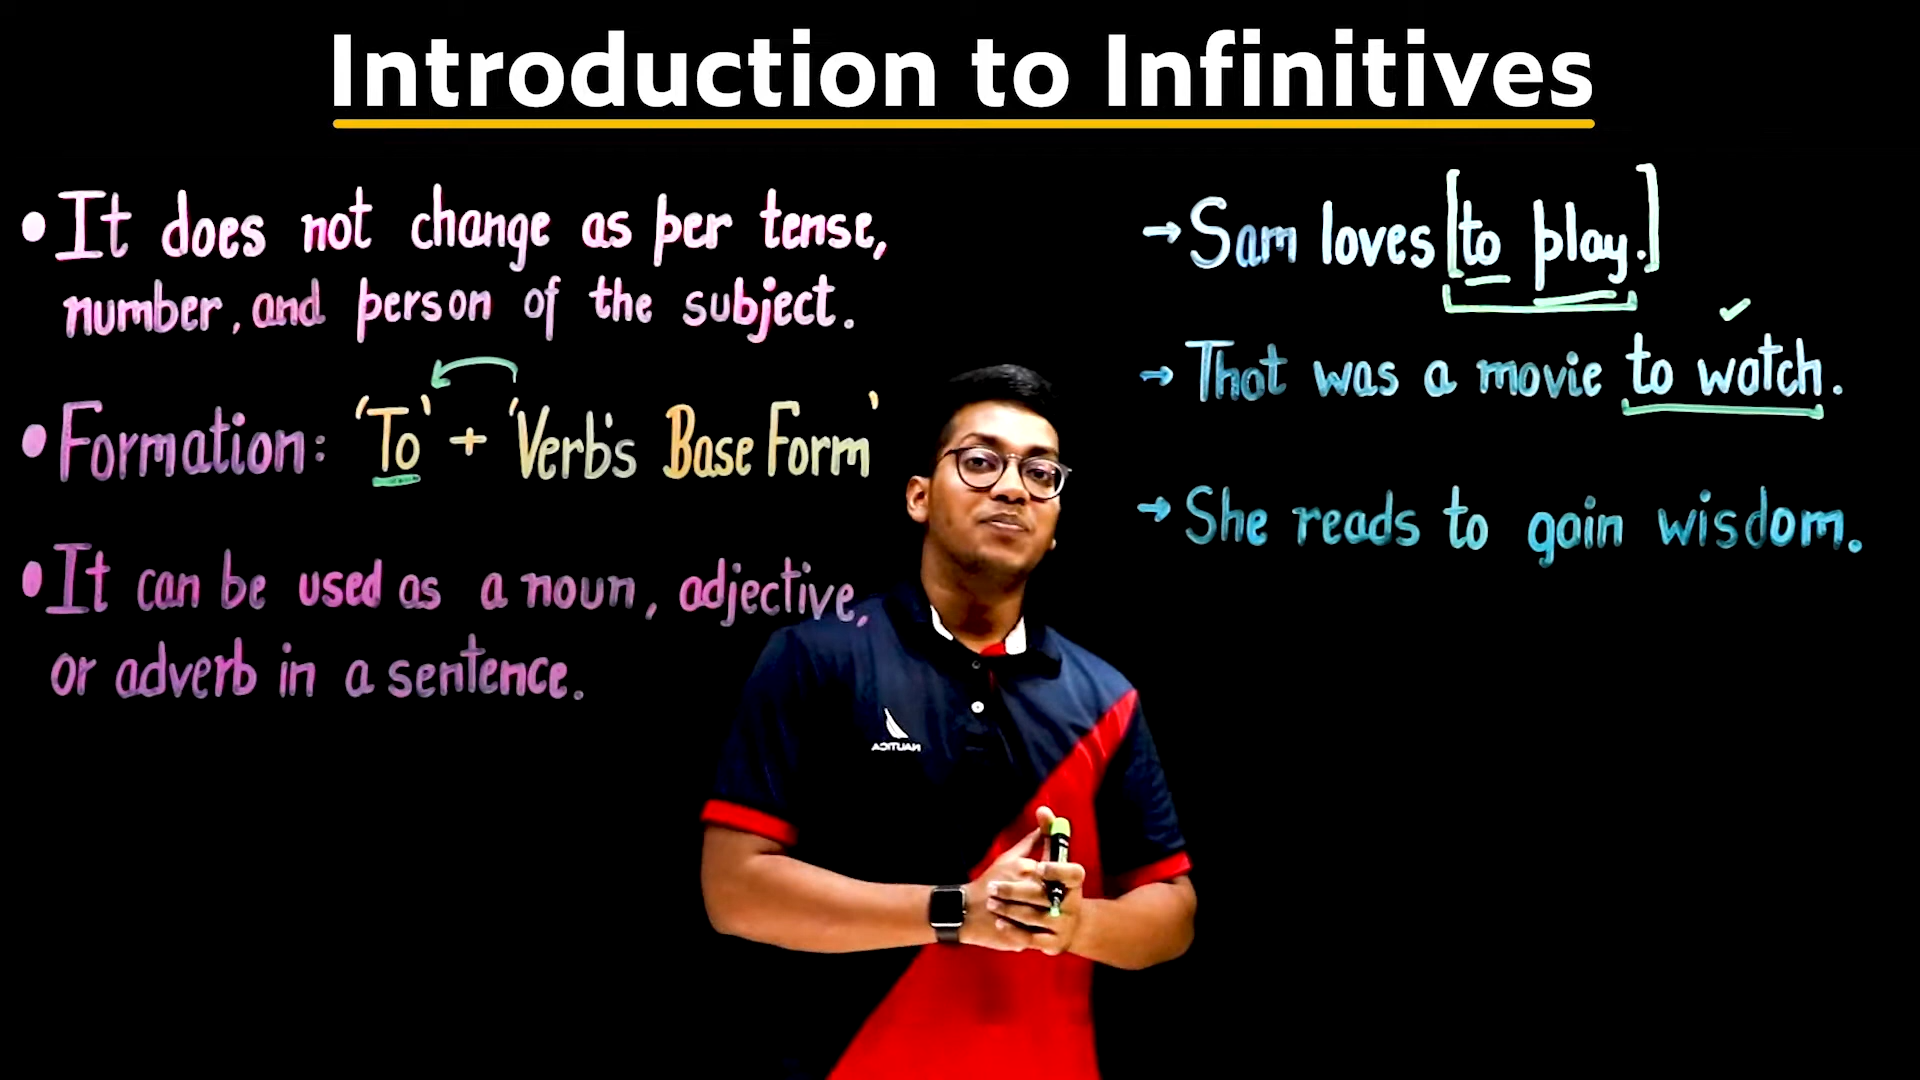 Introduction to Infinitives
• It does not change as per tense,
number, and person of the subject.
• Formation: 'To' + 'Verb's Base Form'
• It can be used as a noun, adjective,
or adverb in a sentence.
→ Sam loves [to play.]
→ That was a movie to watch.
→ She reads to gain wisdom.
NAUTICA